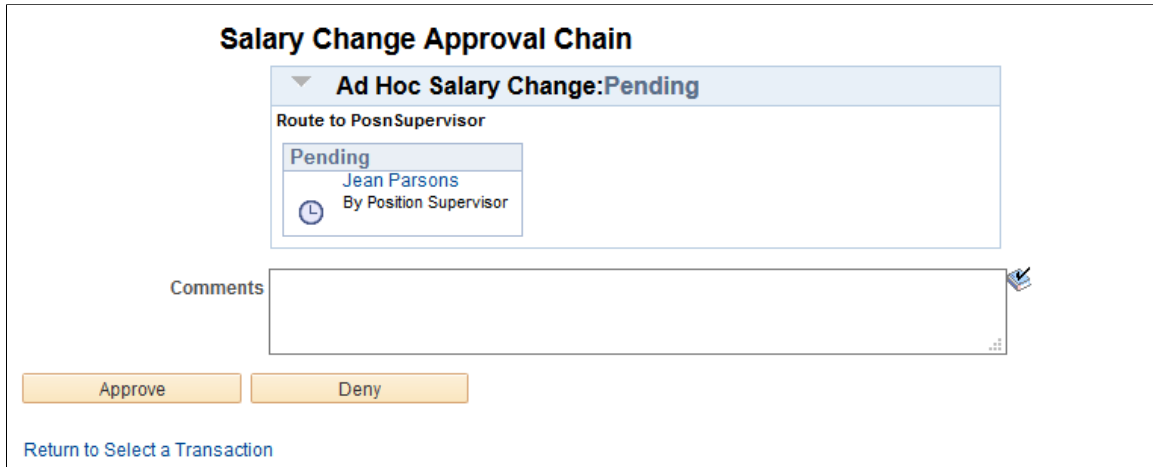 Salary Change Approval Chain
Ad Hoc Salary Change:Pending
Route to PosnSupervisor
Pending
Jean Parsons
By Position Supervisor
Comments
Approve Deny
Return to Select a Transaction